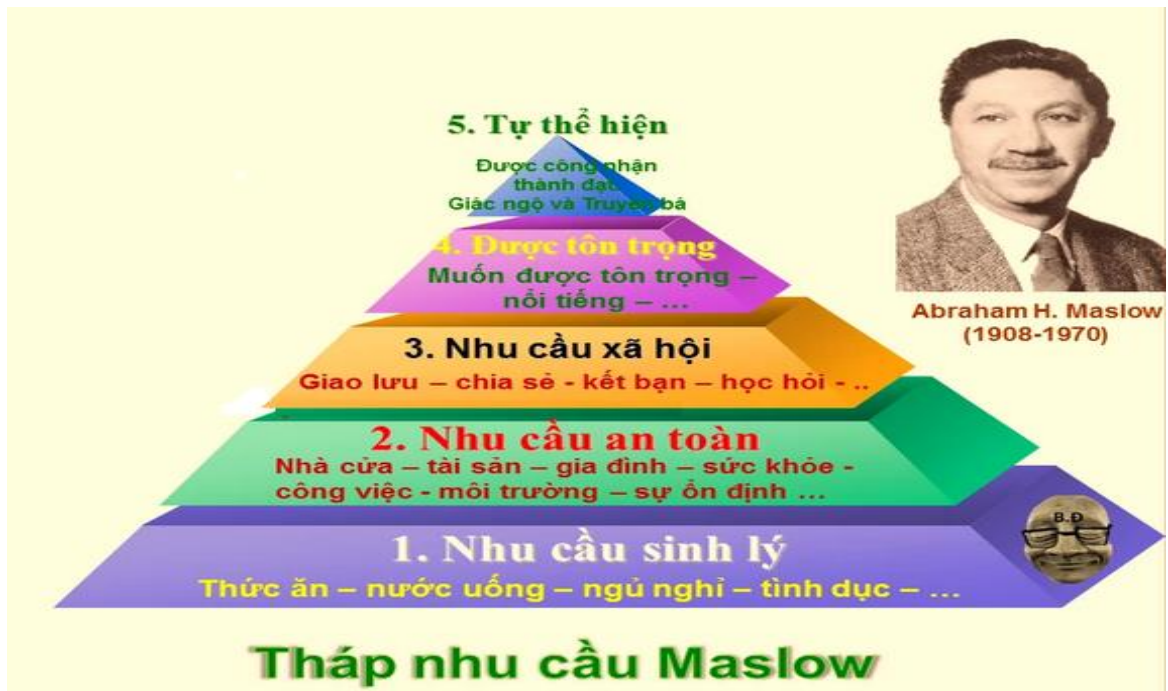 5. Tự thể hiện
Được công nhận
thành đạt.
Giác ngộ và Truyền bá
4. Được tôn trọng
Muốn được tôn trọng –
nổi tiếng – ...
3. Nhu cầu xã hội
Giao lưu – chia sẻ - kết bạn – học hỏi - ..
2. Nhu cầu an toàn
Nhà cửa – tài sản – gia đình – sức khỏe -
công việc - môi trường – sự ổn định ...
1. Nhu cầu sinh lý
Thức ăn – nước uống – ngủ nghỉ – tình dục – ...
Abraham H. Maslow
(1908-1970)
B.Đ
Tháp nhu cầu Maslow